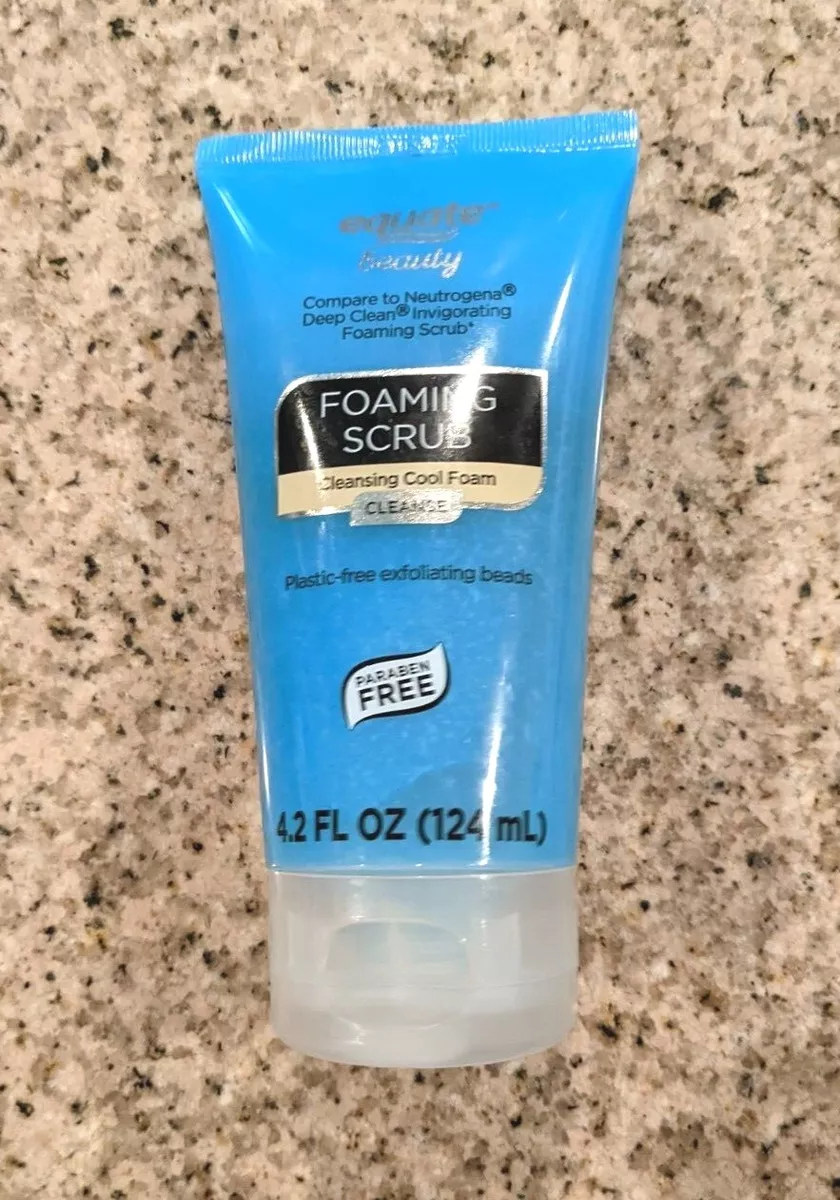 equate™
beauty
Compare to Neutrogena®
Deep Clean® Invigorating
Foaming Scrub*
FOAMING
SCRUB
Cleansing Cool Foam
CLEANSE
Plastic-free exfoliating beads
PARABEN
FREE
4.2 FL OZ (124 mL)